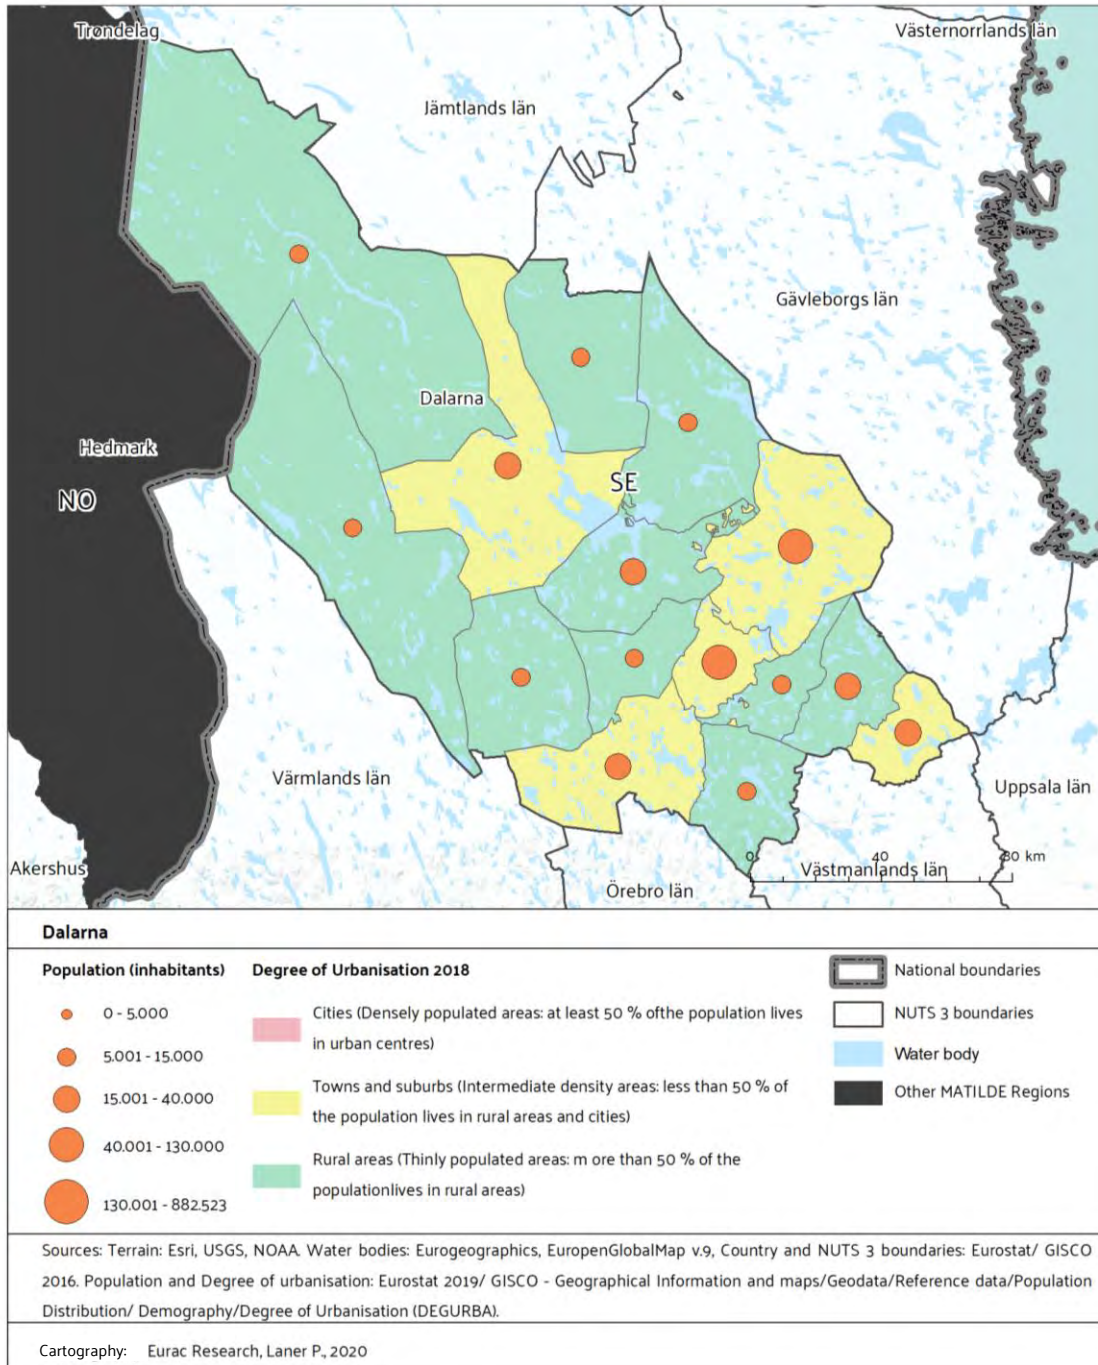 Trøndelag
Västernorrlands län
Jämtlands län
Gävleborgs län
Dalarna
Hedmark
SE
NO
Värmlands län
Uppsala län
0 40 80 km
Akershus
Västmanlands län
Örebro län
Dalarna
Population (inhabitants)
0 - 5.000
5.001 - 15.000
15.001 - 40.000
40.001 - 130.000
130.001 - 882.523
Degree of Urbanisation 2018
Cities (Densely populated areas: at least 50 % ofthe population lives
in urban centres)
Towns and suburbs (Intermediate density areas: less than 50 % of
the population lives in rural areas and cities)
Rural areas (Thinly populated areas: m ore than 50 % of the
populationlives in rural areas)
National boundaries
NUTS 3 boundaries
Water body
Other MATILDE Regions
Sources: Terrain: Esri, USGS, NOAA. Water bodies: Eurogeographics, EuropenGlobalMap v.9, Country and NUTS 3 boundaries: Eurostat/ GISCO
2016. Population and Degree of urbanisation: Eurostat 2019/ GISCO - Geographical Information and maps/Geodata/Reference data/Population
Distribution/ Demography/Degree of Urbanisation (DEGURBA).
Cartography: Eurac Research, Laner P., 2020